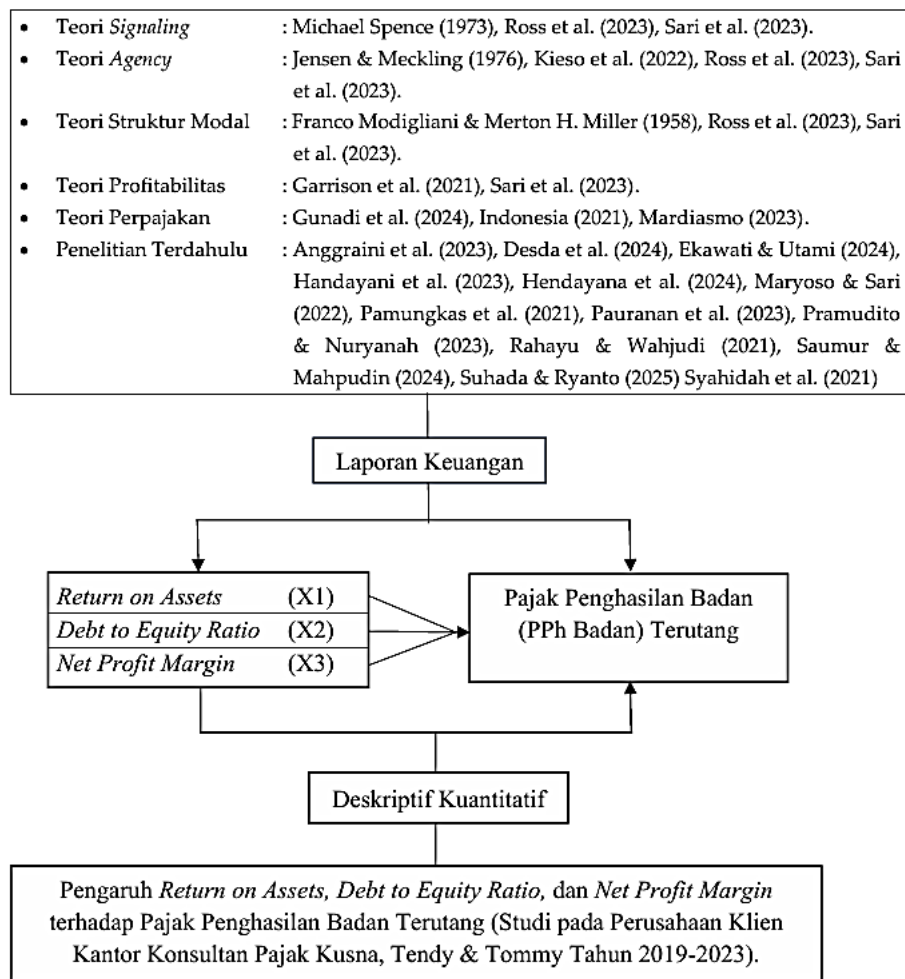 • Teori Signaling : Michael Spence (1973), Ross et al. (2023), Sari et al. (2023).
• Teori Agency : Jensen & Meckling (1976), Kieso et al. (2022), Ross et al. (2023), Sari
et al. (2023).
• Teori Struktur Modal : Franco Modigliani & Merton H. Miller (1958), Ross et al. (2023), Sari
et al. (2023).
• Teori Profitabilitas : Garrison et al. (2021), Sari et al. (2023).
• Teori Perpajakan : Gunadi et al. (2024), Indonesia (2021), Mardiasmo (2023).
• Penelitian Terdahulu : Anggraini et al. (2023), Desda et al. (2024), Ekawati & Utami (2024),
Handayani et al. (2023), Hendayana et al. (2024), Maryoso & Sari
(2022), Pamungkas et al. (2021), Pauranan et al. (2023), Pramudito
& Nuryanah (2023), Rahayu & Wahjudi (2021), Saumur &
Mahpudin (2024), Suhada & Ryanto (2025) Syahidah et al. (2021)
Laporan Keuangan
Return on Assets (X1)
Debt to Equity Ratio (X2)
Net Profit Margin (X3)
Pajak Penghasilan Badan
(PPh Badan) Terutang
Deskriptif Kuantitatif
Pengaruh Return on Assets, Debt to Equity Ratio, dan Net Profit Margin
terhadap Pajak Penghasilan Badan Terutang (Studi pada Perusahaan Klien
Kantor Konsultan Pajak Kusna, Tendy & Tommy Tahun 2019-2023).